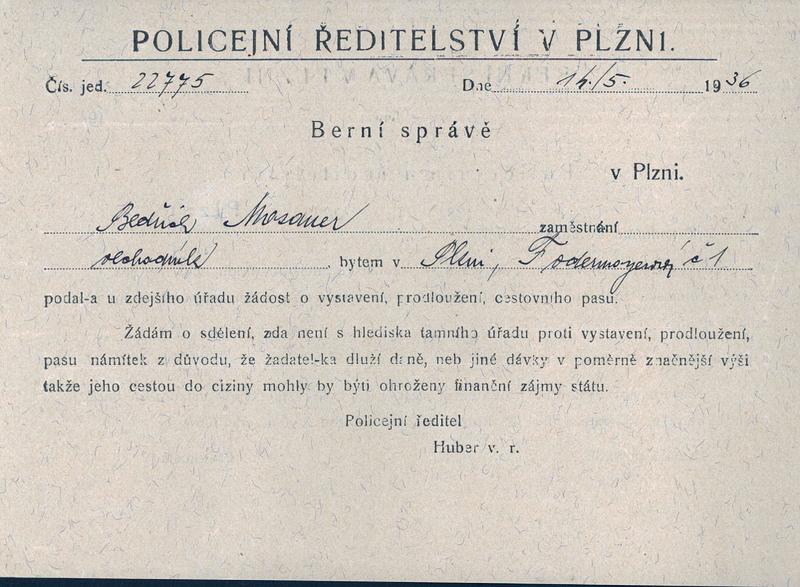 POLICEJNÍ ŘEDITELSTVÍ V PLZNI.
Čís. jed. 22775 Dne 14./5. 1936
Berní správě
v Plzni.
Bedřich Mosauer zaměstnání
obchodník, bytem v Plzni, č 1
podal-a u zdejšího úřadu žádost o vystavení, prodloužení, cestovního pasu.
Žádám o sdělení, zda není s hlediska tamního úřadu proti vystavení, prodloužení,
pasu námitek z důvodu, že žadatel-ka dluží daně, neb jiné dávky v poměrně značnější výši
takže jeho cestou do ciziny mohly by býti ohroženy finanční zájmy státu.
Policejní ředitel
Huber v. r.